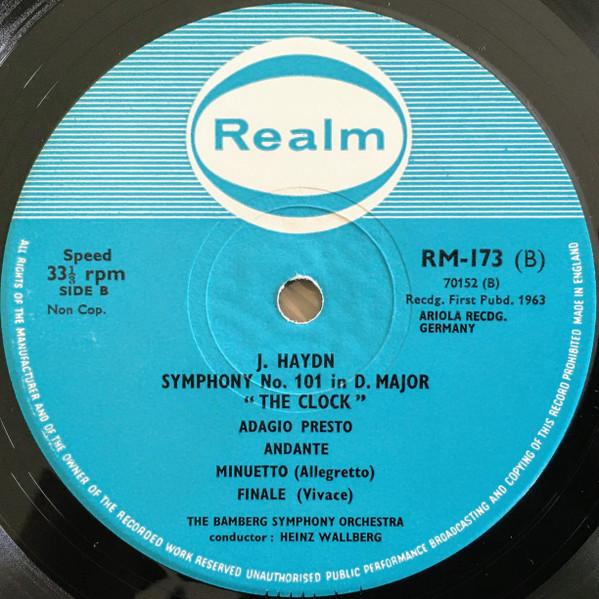 Realm
Speed
33⅓ rpm
SIDE B
Non Cop.
RM-173 (B)
70152 (B)
Recdg. First Pubd. 1963
ARIOLA RECDG.
GERMANY
J. HAYDN
SYMPHONY No. 101 in D. MAJOR
"THE CLOCK"
ADAGIO PRESTO
ANDANTE
MINUETTO (Allegretto)
FINALE (Vivace)
THE BAMBERG SYMPHONY ORCHESTRA
conductor : HEINZ WALLBERG
ALL RIGHTS OF THE MANUFACTURER AND OF THE OWNER OF THE RECORDED WORK RESERVED UNAUTHORISED PUBLIC PERFORMANCE BROADCASTING AND COPYING OF THIS RECORD PROHIBITED MADE IN ENGLAND